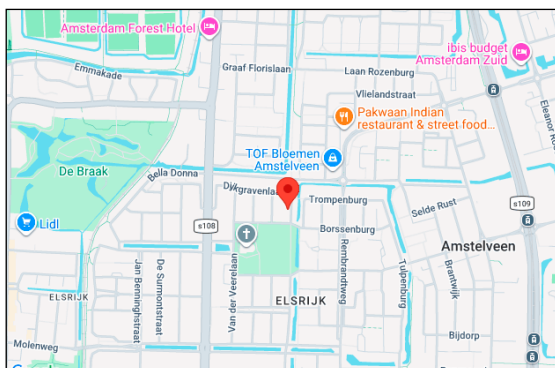 Amsterdam Forest Hotel
ibis budget
Amsterdam Zuid
Emmakade
Graaf Florislaan
Laan Rozenburg
Vlielandstraat
Pakwaan Indian
restaurant & street food...
TOF Bloemen
Amstelveen
De Braak
Bella Donna
Dijkgravenlaan
Trompenburg
Selde Rust
s109
Lidl
s108
Borssenburg
Amstelveen
ELSRIJK
Jan Benninghstraat
De Surmontstraat
Van der Veerelaan
ELSRIJK
Rembrandtweg
Tulpenburg
Brantwijk
Molenweg
Bijdorp